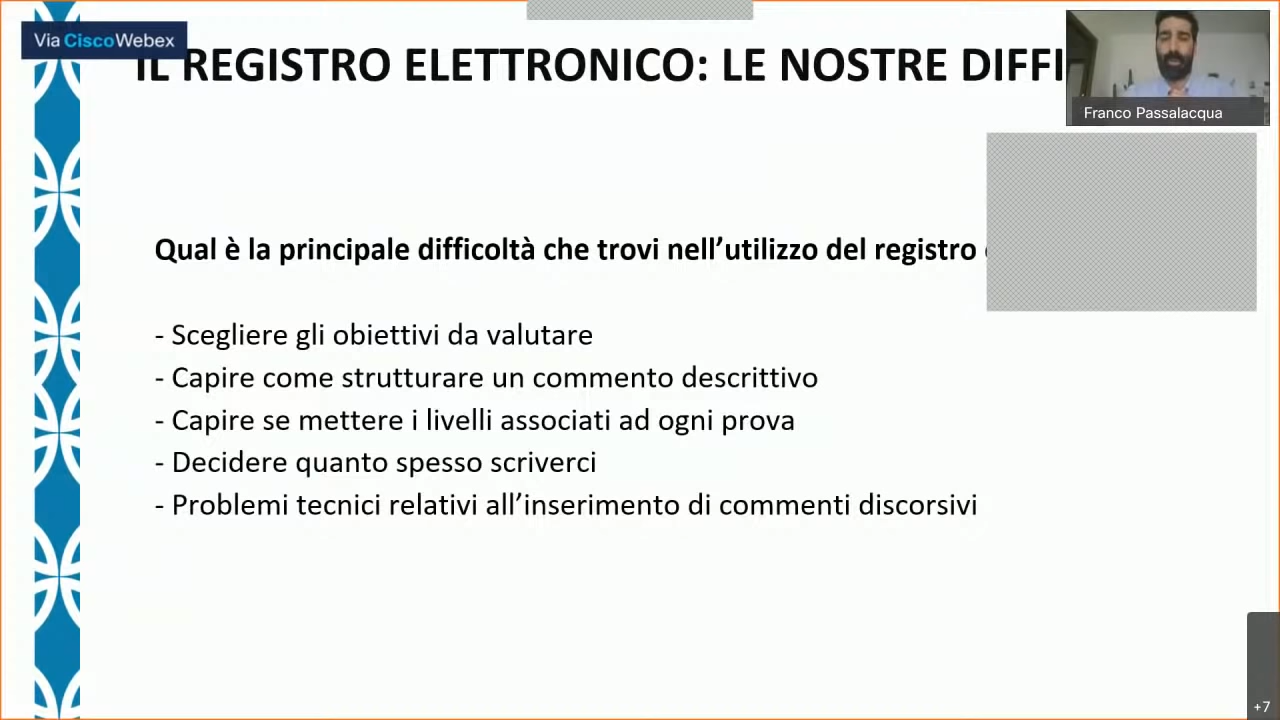 Via CiscoWebex
IL REGISTRO ELETTRONICO: LE NOSTRE DIFFI
Franco Passalacqua
Qual è la principale difficoltà che trovi nell’utilizzo del registro
- Scegliere gli obiettivi da valutare
- Capire come strutturare un commento descrittivo
- Capire se mettere i livelli associati ad ogni prova
- Decidere quanto spesso scriverci
- Problemi tecnici relativi all’inserimento di commenti discorsivi
+7